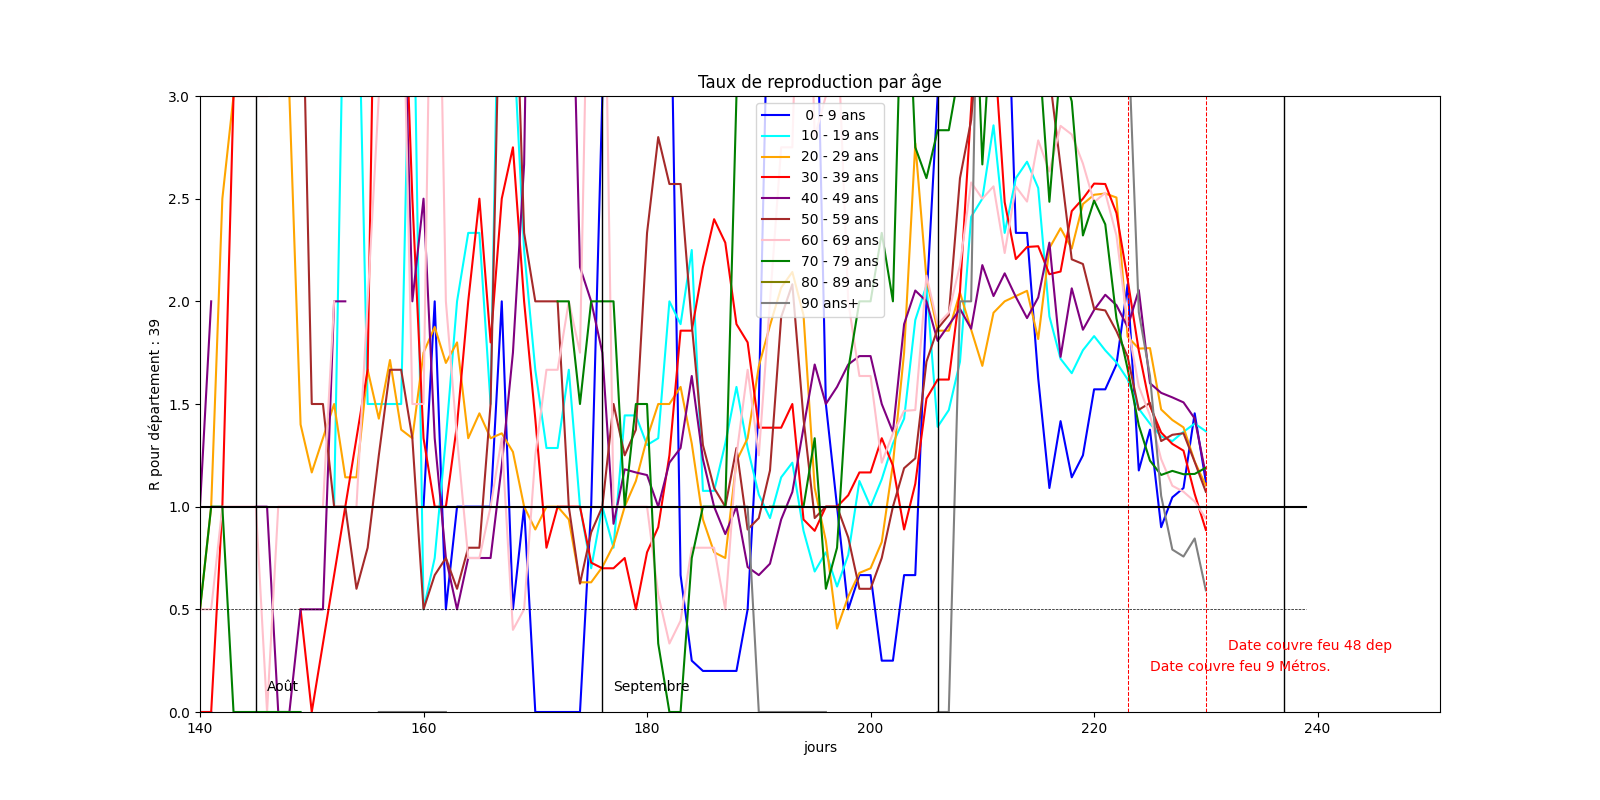 Taux de reproduction par âge
R pour département : 39
3.0
2.5
2.0
1.5
1.0
0.5
0.0
0 - 9 ans
10 - 19 ans
20 - 29 ans
30 - 39 ans
40 - 49 ans
50 - 59 ans
60 - 69 ans
70 - 79 ans
80 - 89 ans
90 ans+
Date couvre feu 48 dep
Date couvre feu 9 Métros.
Août
Septembre
140 160 180 200 220 240
jours